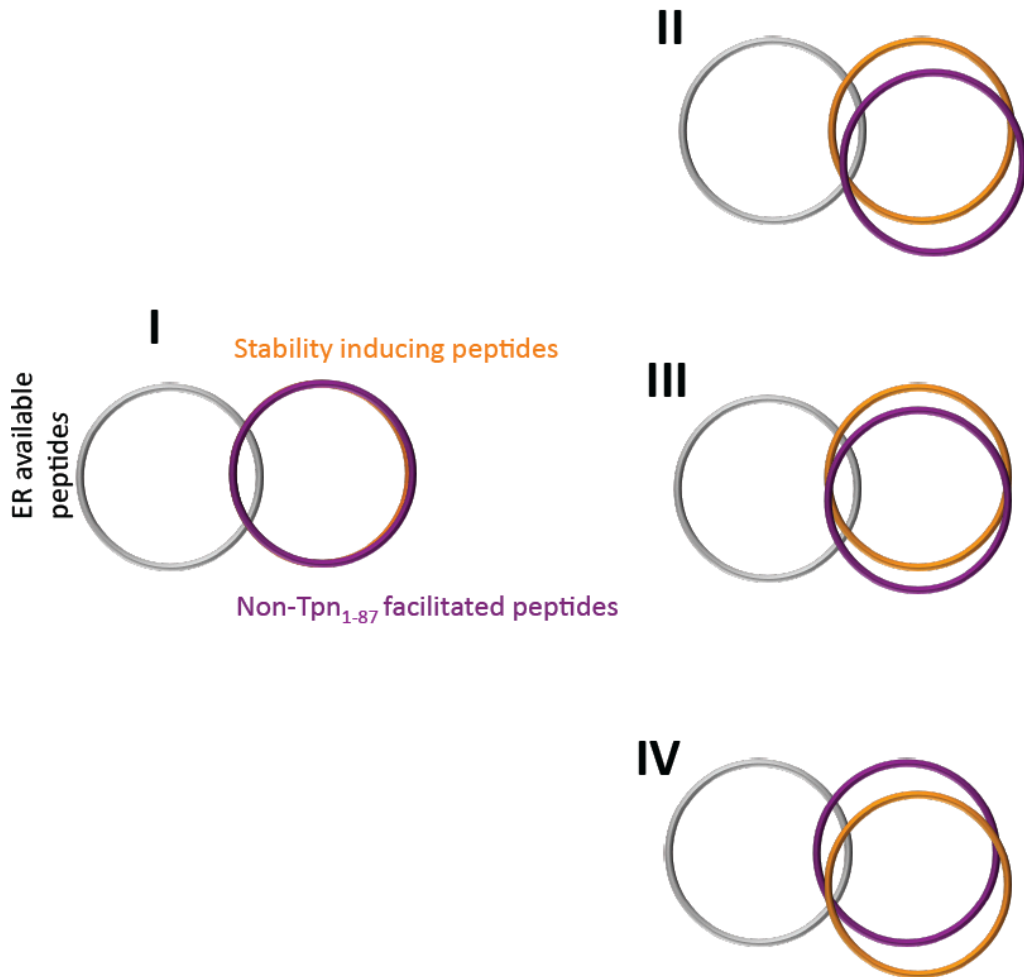 II
I
Stability inducing peptides
ER available
peptides
III
Non-Tpn1-87 facilitated peptides
IV